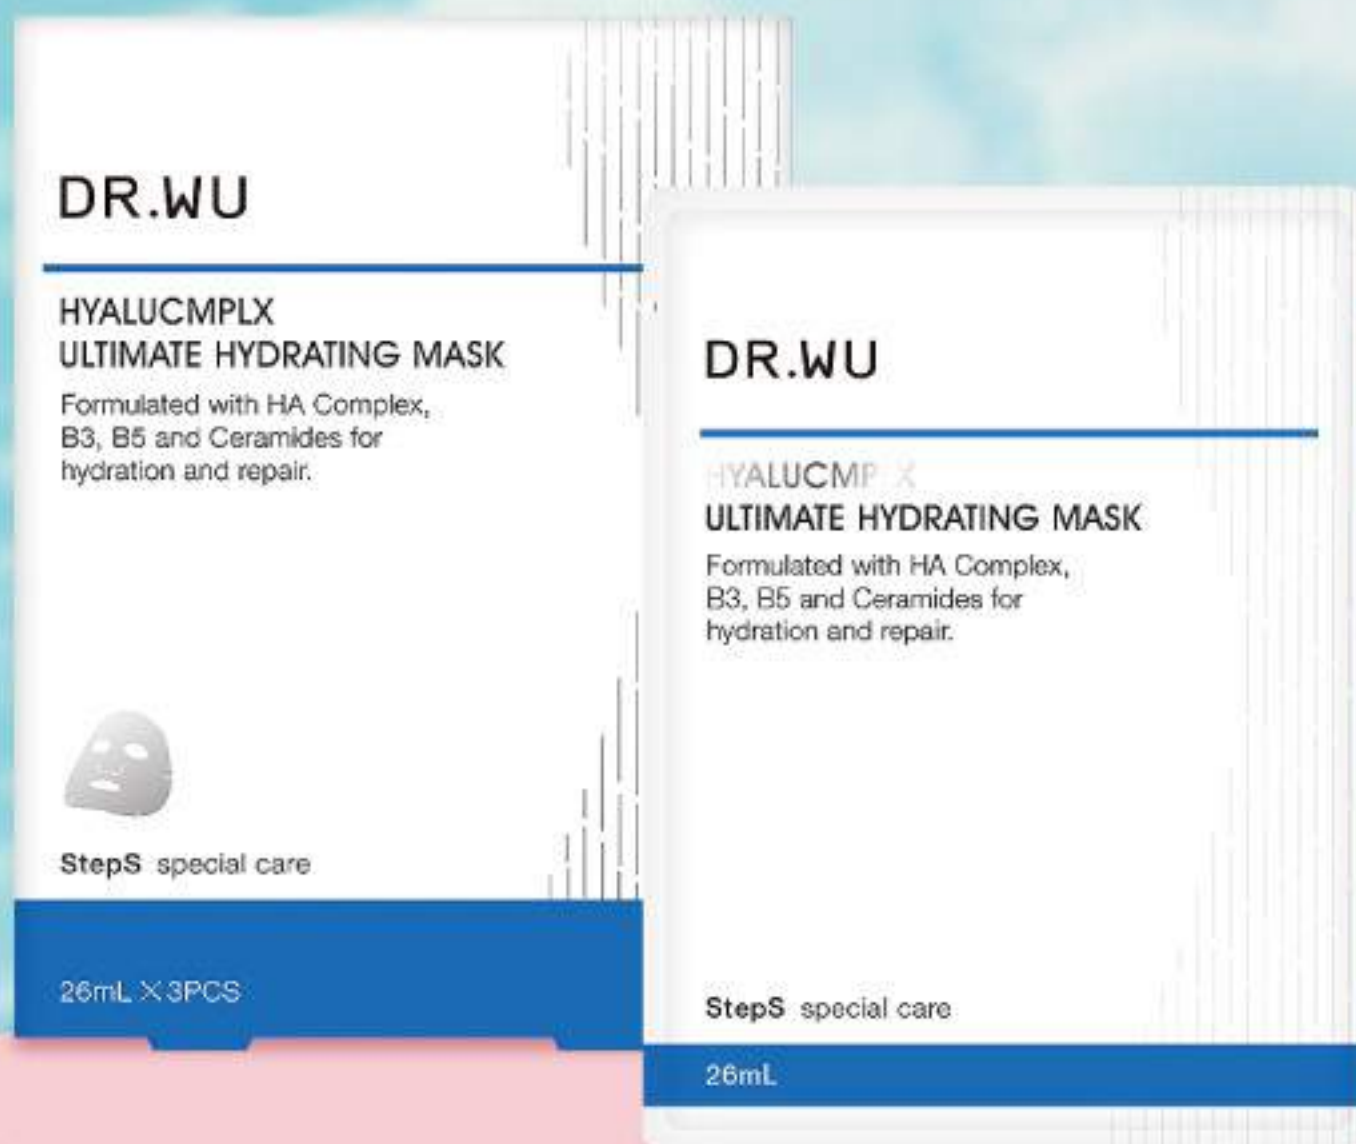 DR.WU
HYALUCMPLX
ULTIMATE HYDRATING MASK
Formulated with HA Complex,
B3, B5 and Ceramides for
hydration and repair.
StepS special care
26mL X 3PCS
DR.WU
HYALUCMP X
ULTIMATE HYDRATING MASK
Formulated with HA Complex,
B3, B5 and Ceramides for
hydration and repair.
StepS special care
26mL